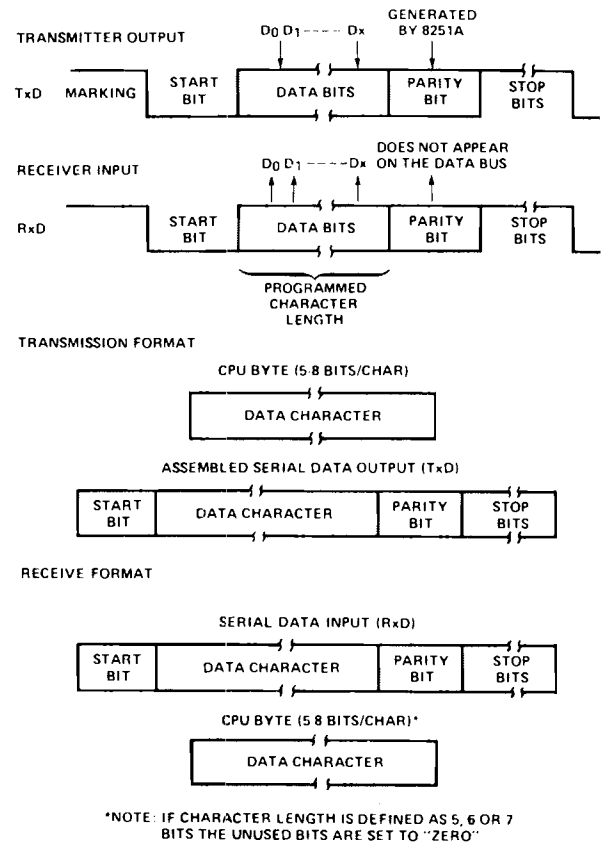 GENERATED
TRANSMITTER OUTPUT D0 D1 ---- Dx BY 8251A
TxD MARKING START BIT DATA BITS PARITY BIT STOP BITS
RECEIVER INPUT D0 D1 ---- Dx DOES NOT APPEAR ON THE DATA BUS
RxD START BIT DATA BITS PARITY BIT STOP BITS
PROGRAMMED
CHARACTER
LENGTH
TRANSMISSION FORMAT
CPU BYTE (5-8 BITS/CHAR)
DATA CHARACTER
ASSEMBLED SERIAL DATA OUTPUT (TxD)
START BIT DATA CHARACTER PARITY BIT STOP BITS
RECEIVE FORMAT
SERIAL DATA INPUT (RxD)
START BIT DATA CHARACTER PARITY BIT STOP BITS
CPU BYTE (5 8 BITS/CHAR)*
DATA CHARACTER
*NOTE: IF CHARACTER LENGTH IS DEFINED AS 5, 6 OR 7
BITS THE UNUSED BITS ARE SET TO "ZERO"